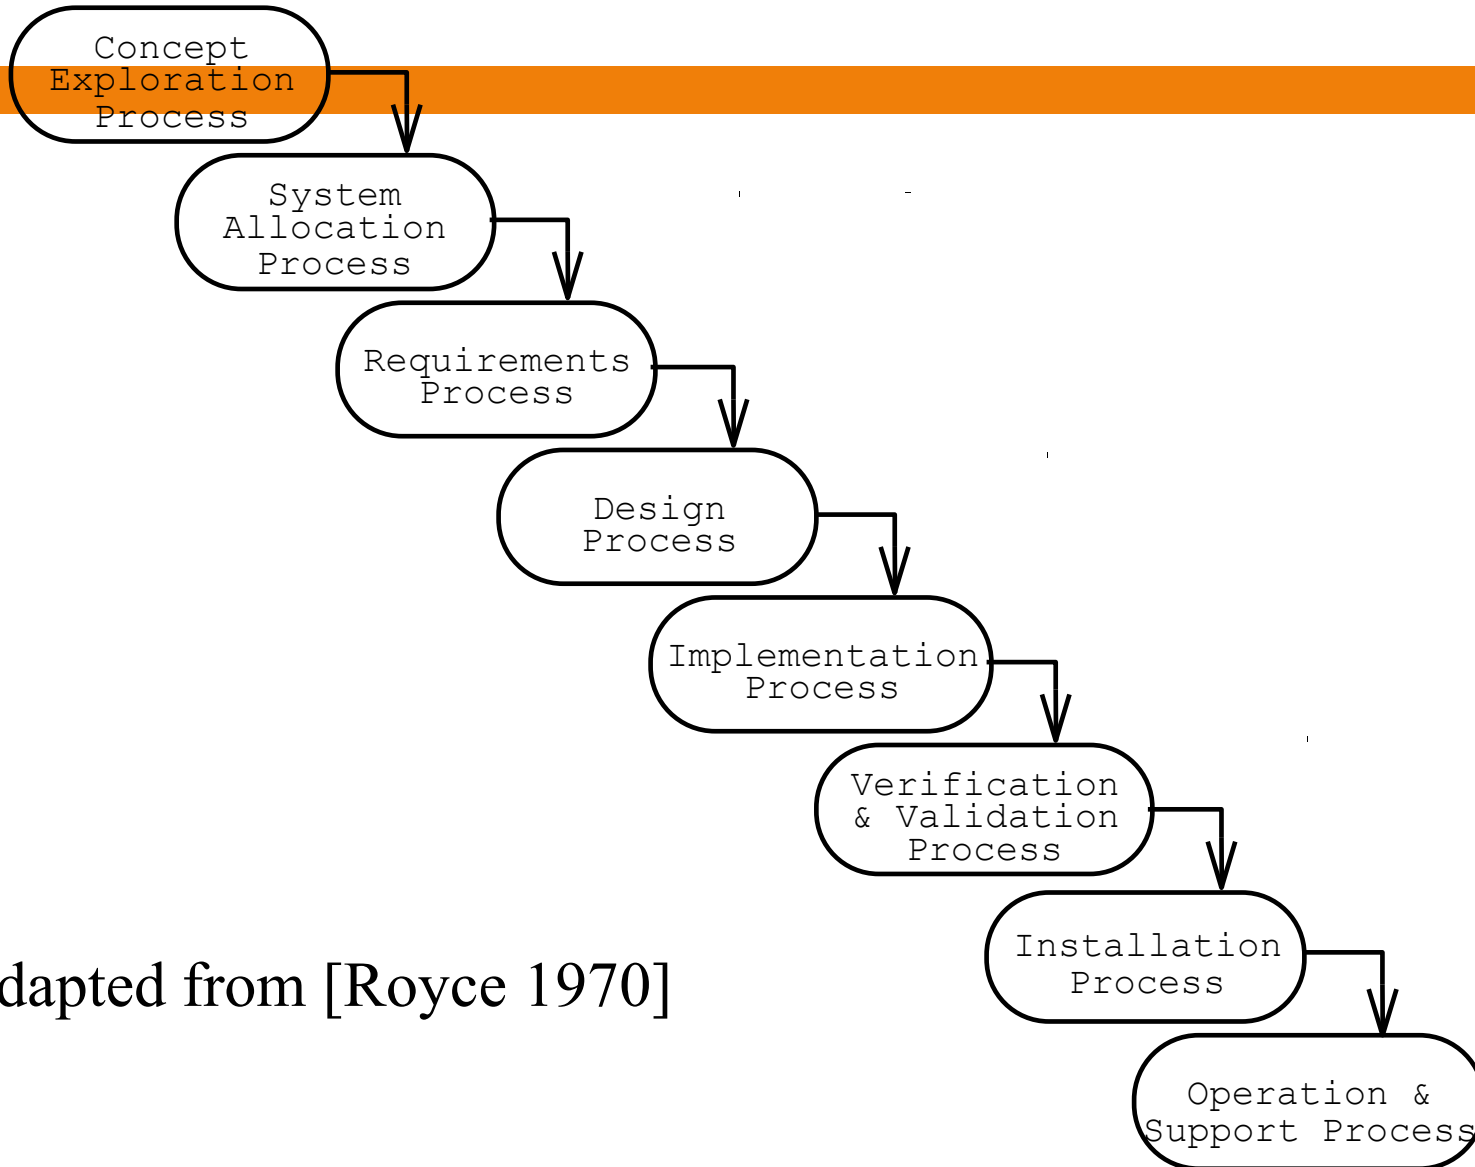 Concept
Exploration
Process
System
Allocation
Process
Requirements
Process
Design
Process
Implementation
Process
Verification
& Validation
Process
Installation
Process
dapted from [Royce 1970]
Operation &
Support Process